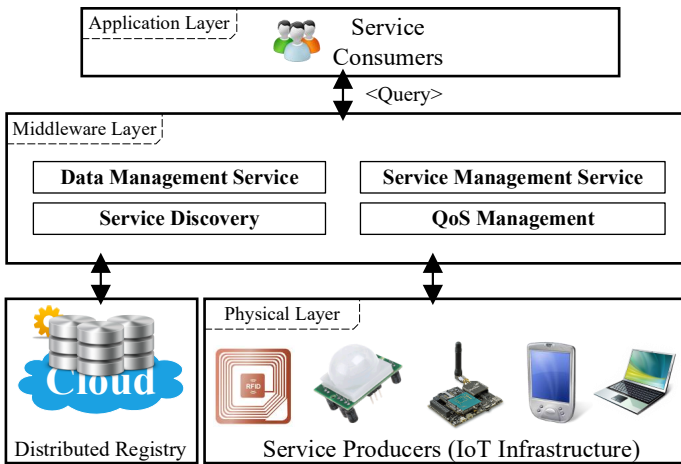 Application Layer
Service
Consumers
<Query>
Middleware Layer
Data Management Service
Service Management Service
Service Discovery
QoS Management
Cloud
Distributed Registry
Physical Layer
RFID
Service Producers (IoT Infrastructure)